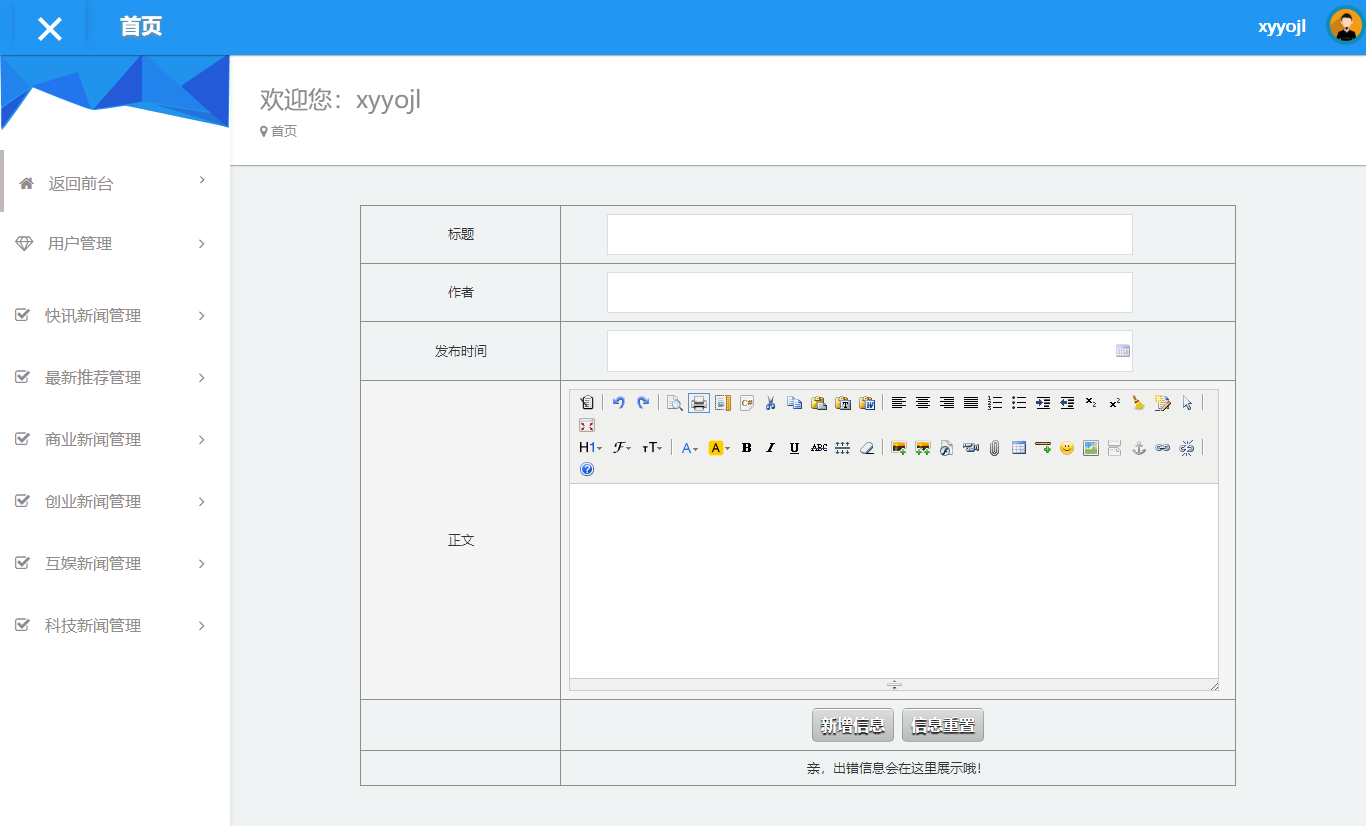 首页
xyyojl
欢迎您：xyyojl
首页
返回前台
用户管理
快讯新闻管理
最新推荐管理
商业新闻管理
创业新闻管理
互娱新闻管理
科技新闻管理
标题
作者
发布时间
正文
H1
新增信息 信息重置
亲，出错信息会在这里展示哦!